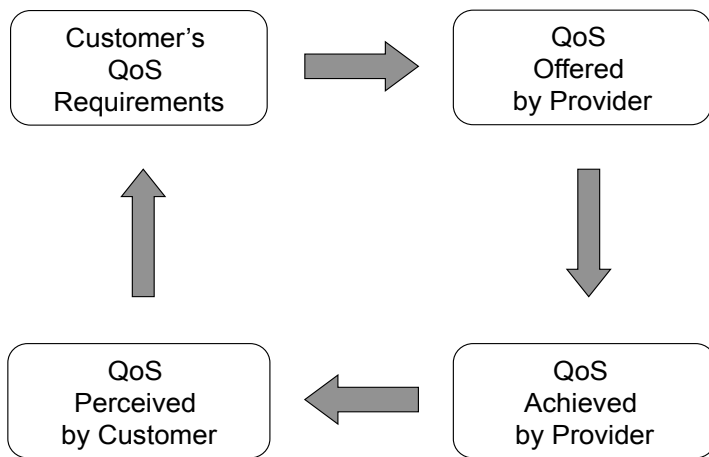 Customer's
QoS
Requirements
QoS
Offered
by Provider
QoS
Perceived
by Customer
QoS
Achieved
by Provider